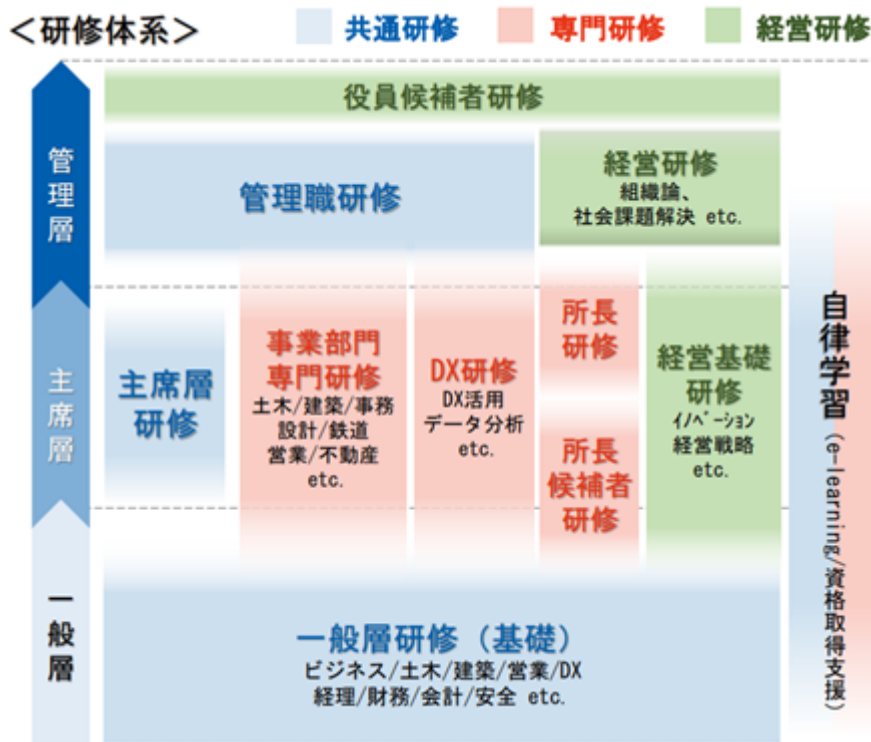 ＜研修体系＞
共通研修
専門研修
経営研修
管理層
主席層
一般層
役員候補者研修
管理職研修
経営研修
組織論、
社会課題解決 etc.
主席層
研修
事業部門
専門研修
土木/建築/事務
設計/鉄道
営業/不動産
etc.
DX研修
DX活用
データ分析
etc.
所長
研修
所長
候補者
研修
経営基礎
研修
ｲﾉﾍﾞｰｼｮﾝ
経営戦略
etc.
一般層研修（基礎）
ビジネス/土木/建築/営業/DX
経理/財務/会計/安全 etc.
自律学習（e-learning/資格取得支援）